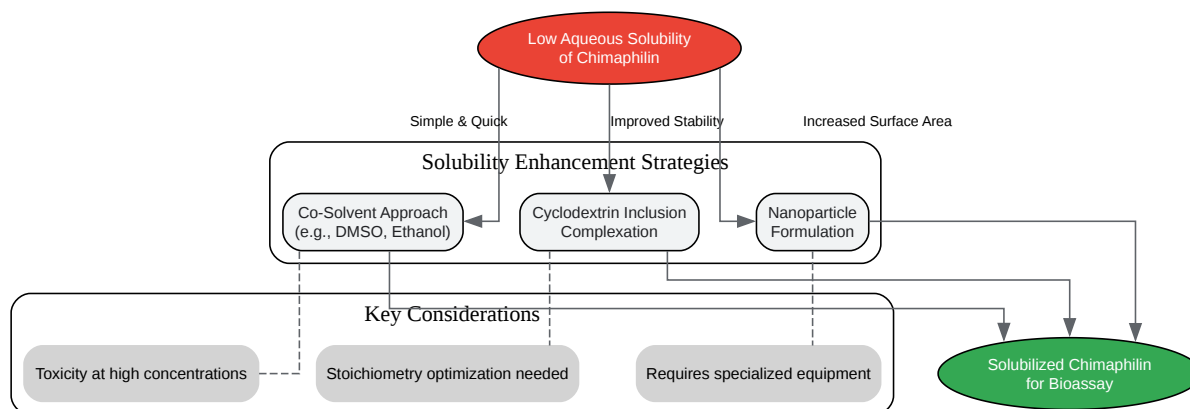 Low Aqueous Solubility
of Chimaphilin
Simple & Quick
Improved Stability
Increased Surface Area
Solubility Enhancement Strategies
Co-Solvent Approach
(e.g., DMSO, Ethanol)
Cyclodextrin Inclusion
Complexation
Nanoparticle
Formulation
Key Considerations
Toxicity at high concentrations
Stoichiometry optimization needed
Requires specialized equipment
Solubilized Chimaphilin
for Bioassay